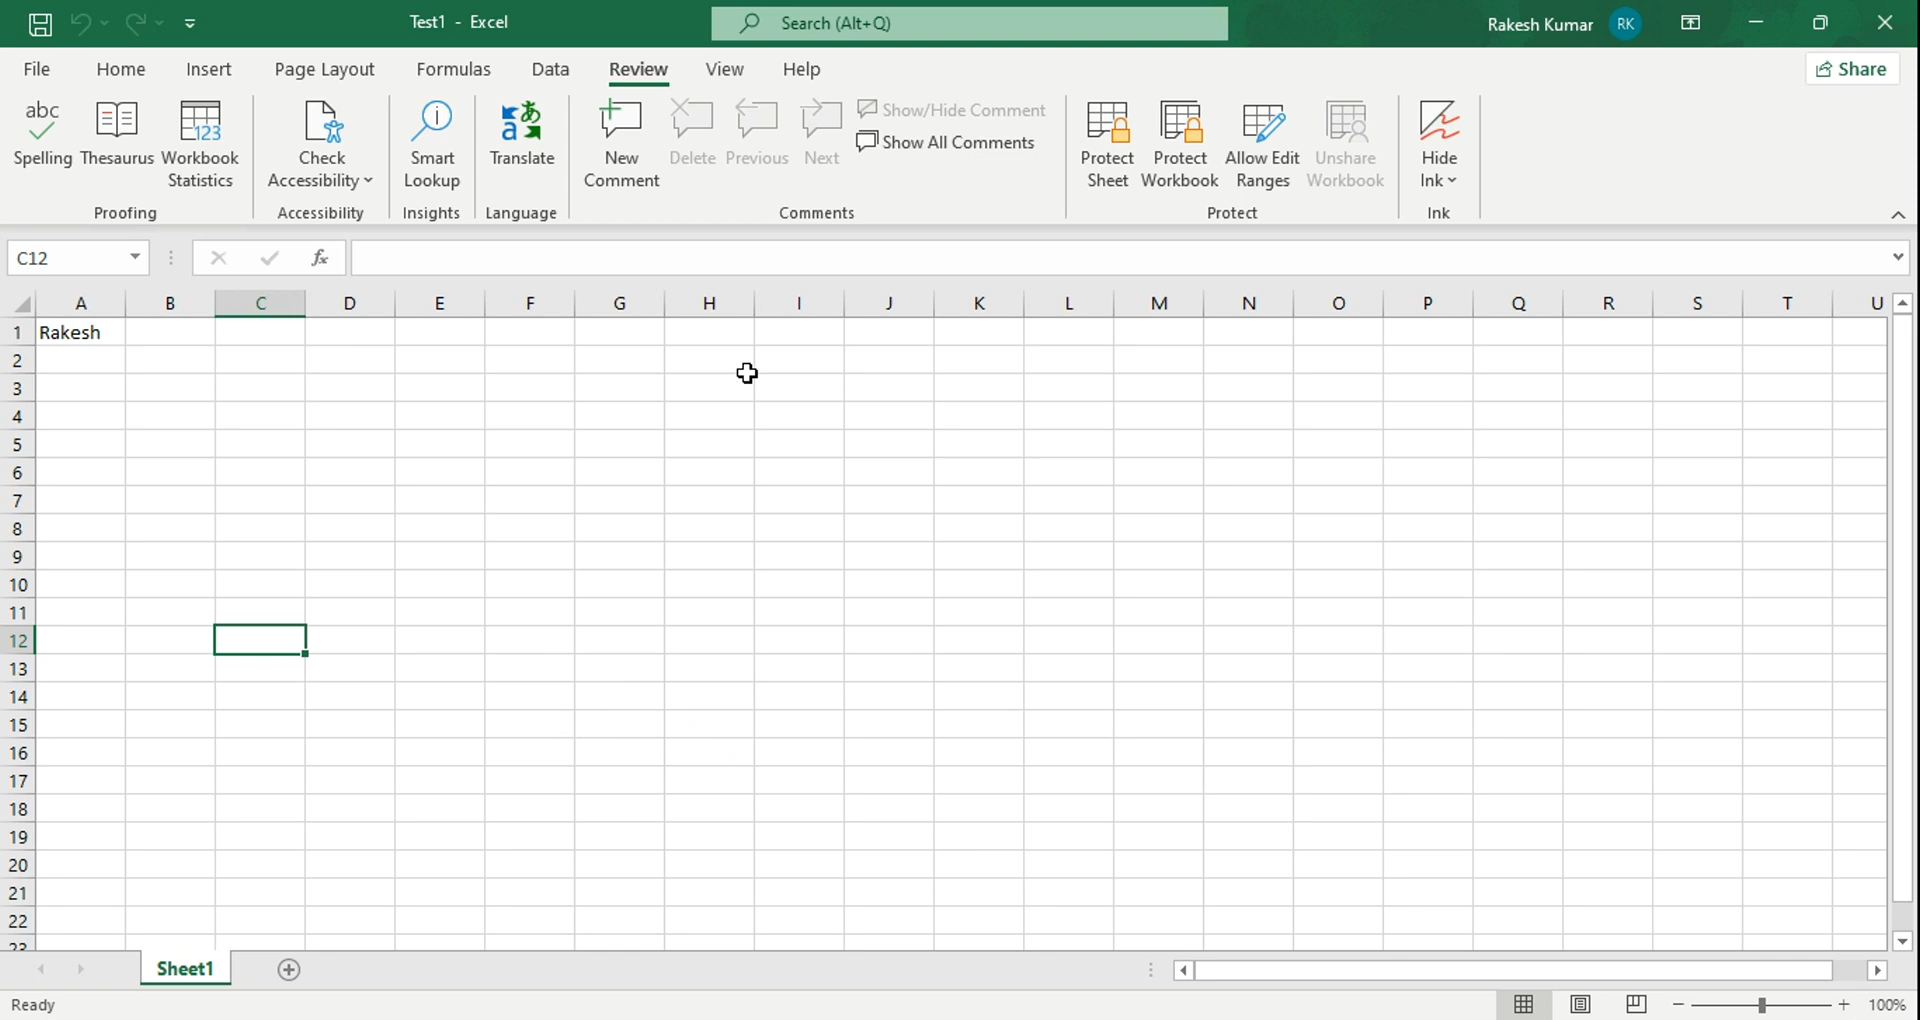 Test1 - Excel
Search (Alt+Q)
Rakesh Kumar RK
File Home Insert Page Layout Formulas Data Review View Help Share
abc
Spelling Thesaurus Workbook Statistics
Proofing
Check Accessibility
Accessibility
Smart Lookup
Insights
Translate
Language
New Comment Delete Previous Next
Show/Hide Comment
Show All Comments
Comments
Protect Sheet Protect Workbook Allow Edit Ranges Unshare Workbook
Protect
Hide Ink
Ink
C12 fx
A B C D E F G H I J K L M N O P Q R S T U
1 Rakesh
2
3
4
5
6
7
8
9
10
11
12
13
14
15
16
17
18
19
20
21
22
23
Sheet1
Ready 100%